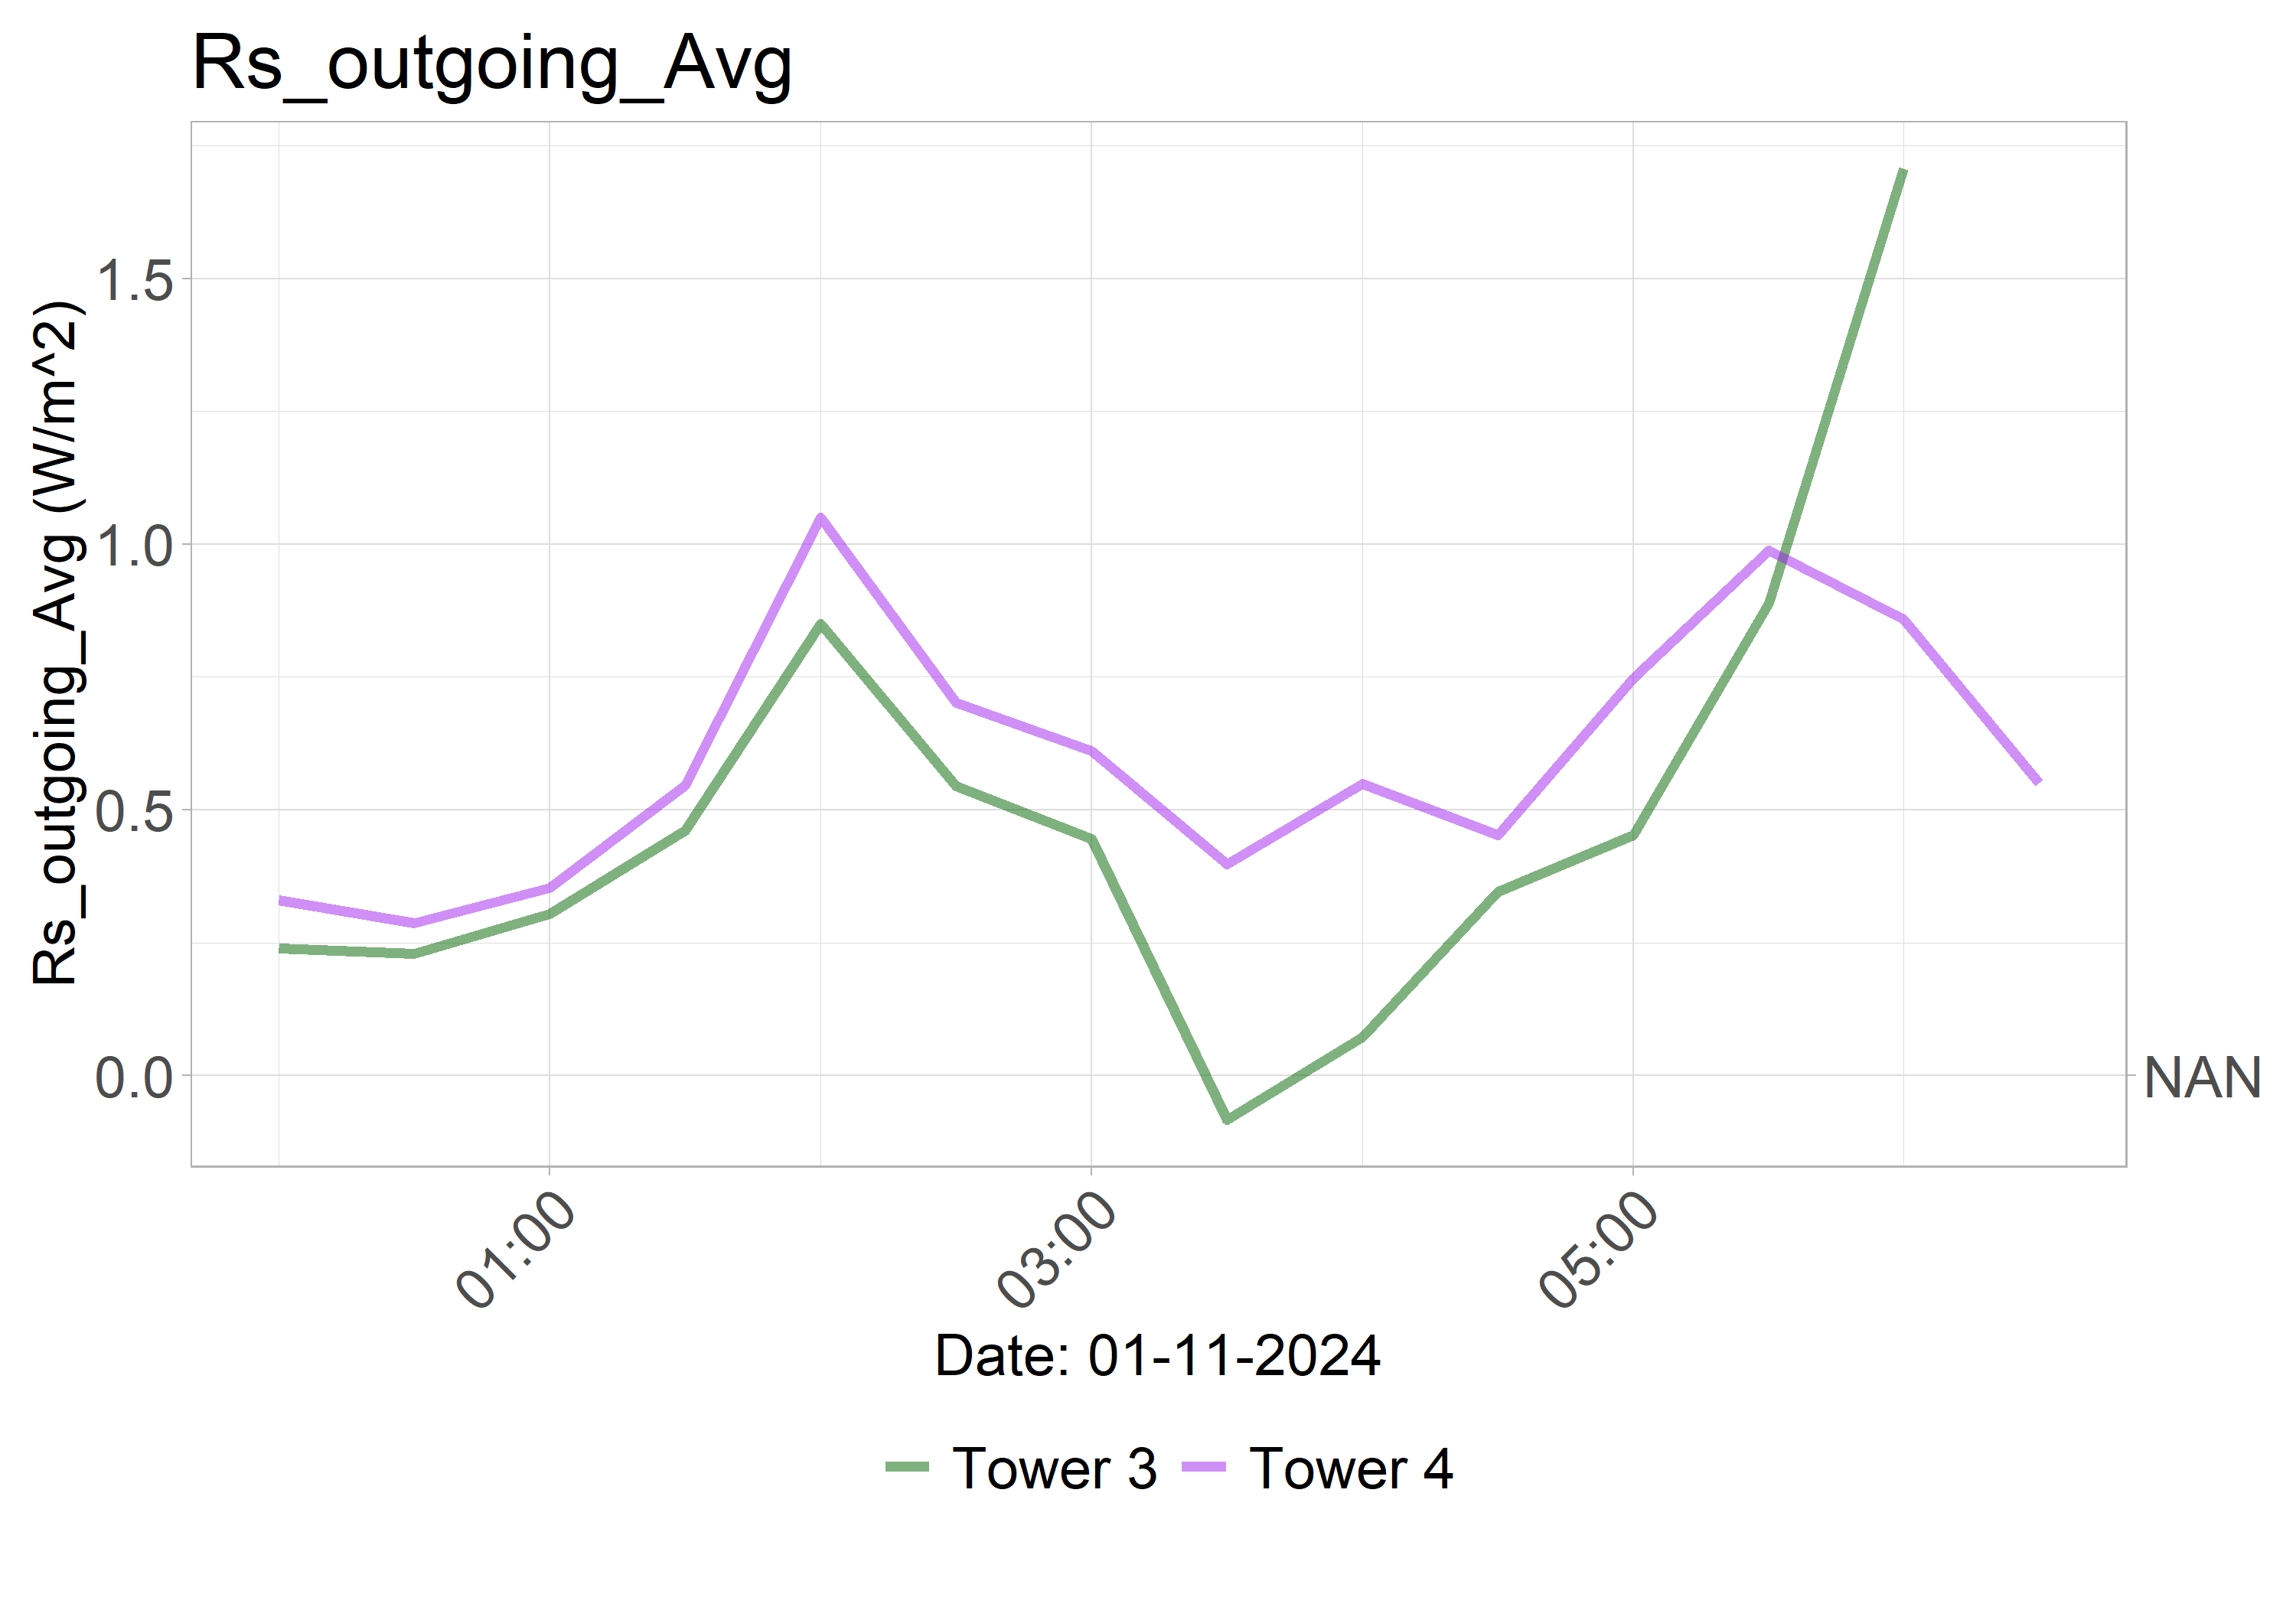 Rs_outgoing_Avg
Rs_outgoing_Avg (W/m^2)
1.5
1.0
0.5
0.0
NAN
01:00
03:00
05:00
Date: 01-11-2024
Tower 3 Tower 4